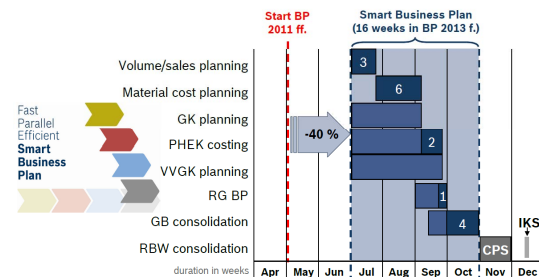 Start BP
2011 ff.
Smart Business Plan
(16 weeks in BP 2013 f.)
Volume/sales planning
3
Material cost planning
6
GK planning
Fast
Parallel
Efficient
Smart
Business
Plan
-40 %
PHEK costing
2
VVGK planning
RG BP
1
GB consolidation
4
IKS
RBW consolidation
CPS
duration in weeks
Apr May Jun Jul Aug Sep Oct Nov Dec